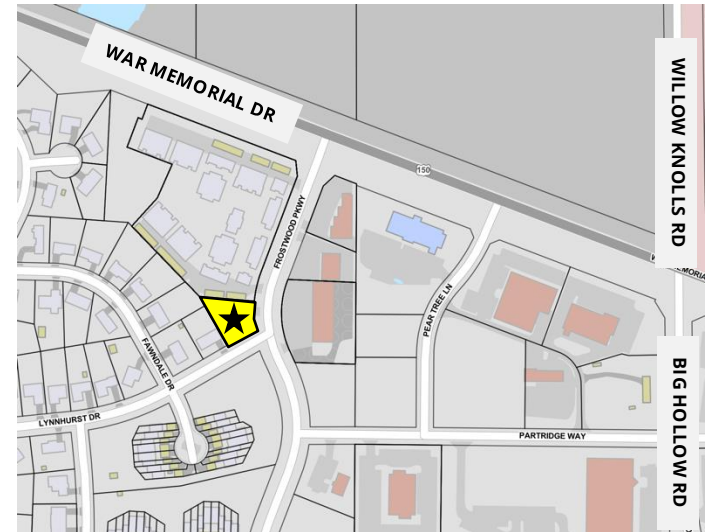 WAR MEMORIAL DR
WILLOW KNOLLS RD
150
FROSTWOOD PKWY
PEAR TREE LN
FAWNDALE DR
LYNNHURST DR
PARTRIDGE WAY
BIG HOLLOW RD